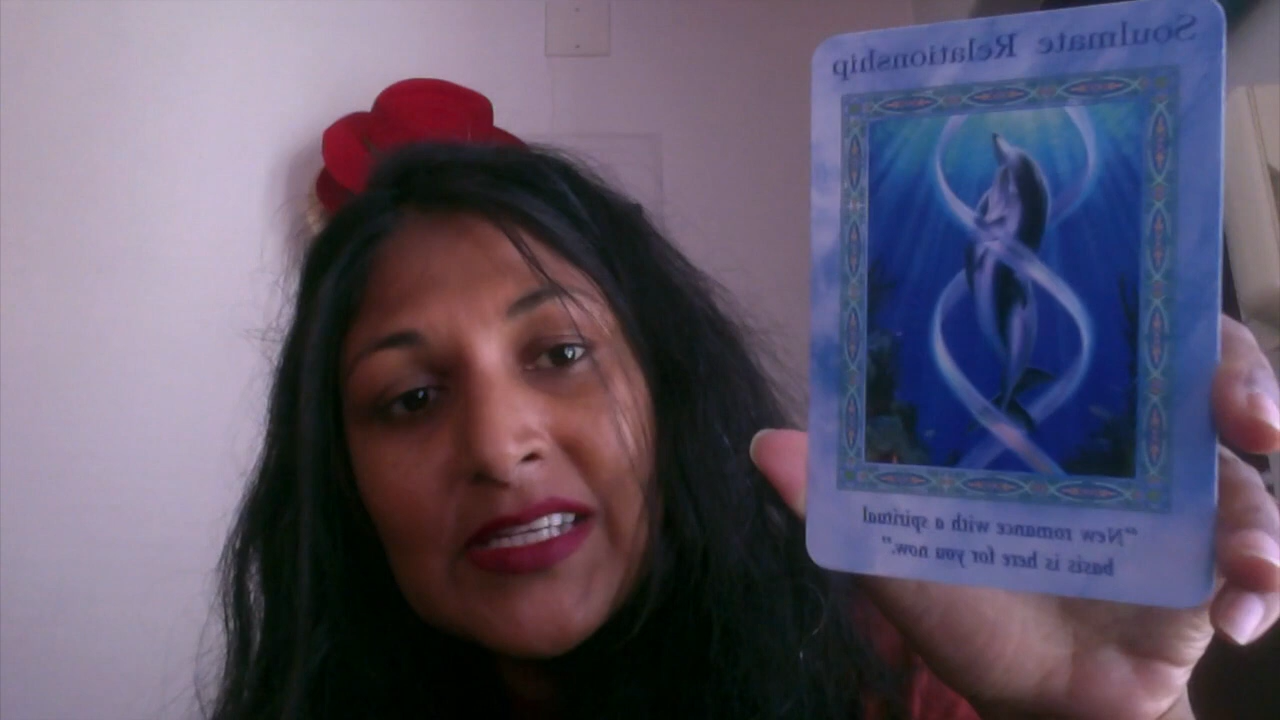 Soulmate Relationship
"New romance with a spiritual
basis is here for you now."